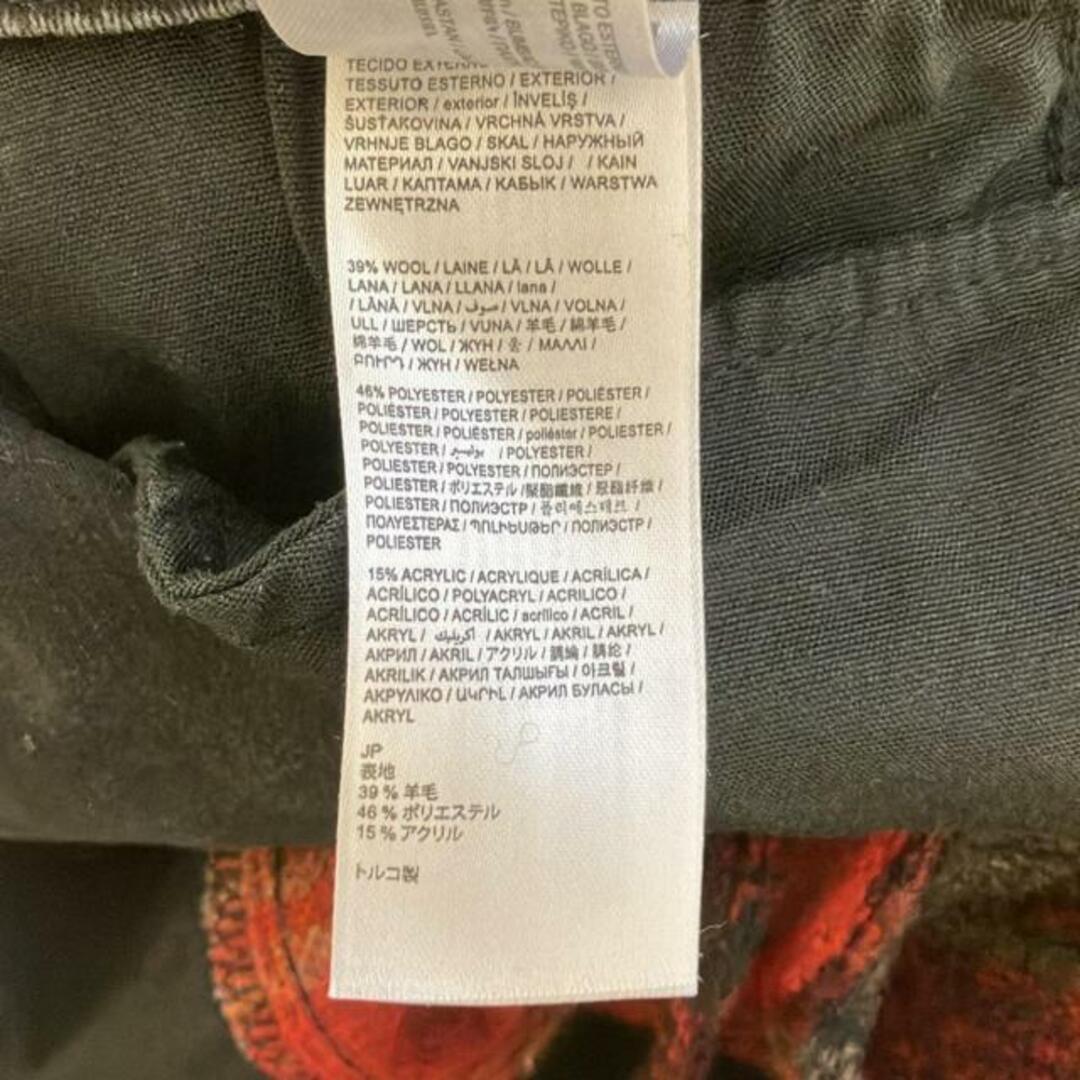 TECIDO
TESSUTO ESTERNO / EXTERIOR /
EXTERIOR / exterior / ÎNVELİŞ /
ŠUSŤAKOVINA / VRCHNÁ VRSTVA /
VRHNJE BLAGO / SKAL / НАРУЖНЫЙ
МАТЕРИАЛ / VANJSKI SLOJ / / KAIN
LUAR / КАПТАМА / КАБЫК / WARSTWA
ZEWNĘTRZNA
39% WOOL / LAINE / LÃ / LÃ / WOLLE /
LANA / LANA / LLANA / lana /
/ LÂNĂ / VLNA / صوف / VLNA / VOLNA /
ULL / ШЕРСТЬ / VUNA / 羊毛 / 綿羊毛 /
绵羊毛 / WOL / ЖҮН / 울 / ΜΑΛΛΙ /
ԲՈՒՐԴ / ЖҮН / WEŁNA
46% POLYESTER / POLYESTER / POLIÉSTER /
POLIÉSTER / POLYESTER / POLIESTERE /
POLIESTER / POLIÈSTER / poliéster / POLIESTER /
POLYESTER / بوليستر / POLYESTER /
POLIESTER / POLYESTER / ПОЛИЭСТЕР /
POLIESTER / ポリエステル / 聚酯纖維 / 聚酯纤维 /
POLIESTER / ПОЛИЭСТР / 폴리에스테르 /
ΠΟΛΥΕΣΤΕΡΑΣ / ՊՈԼԻԵՍԹԵՐ / ПОЛИЭСТР /
POLIESTER
15% ACRYLIC / ACRYLIQUE / ACRÍLICA /
ACRÍLICO / POLYACRYL / ACRILICO /
ACRÍLICO / ACRÍLIC / acrílico / ACRIL /
AKRYL / أكريليك / AKRYL / AKRIL / AKRYL /
АКРИЛ / AKRIL / アクリル / 腈綸 / 腈纶 /
AKRILIK / АКРИЛ ТАЛШЫҒЫ / 아크릴 /
ΑΚΡΥΛΙΚΟ / ԱԿՐԻԼ / АКРИЛ БУЛАСЫ /
AKRYL
JP
表地
39 % 羊毛
46 % ポリエステル
15 % アクリル
トルコ製